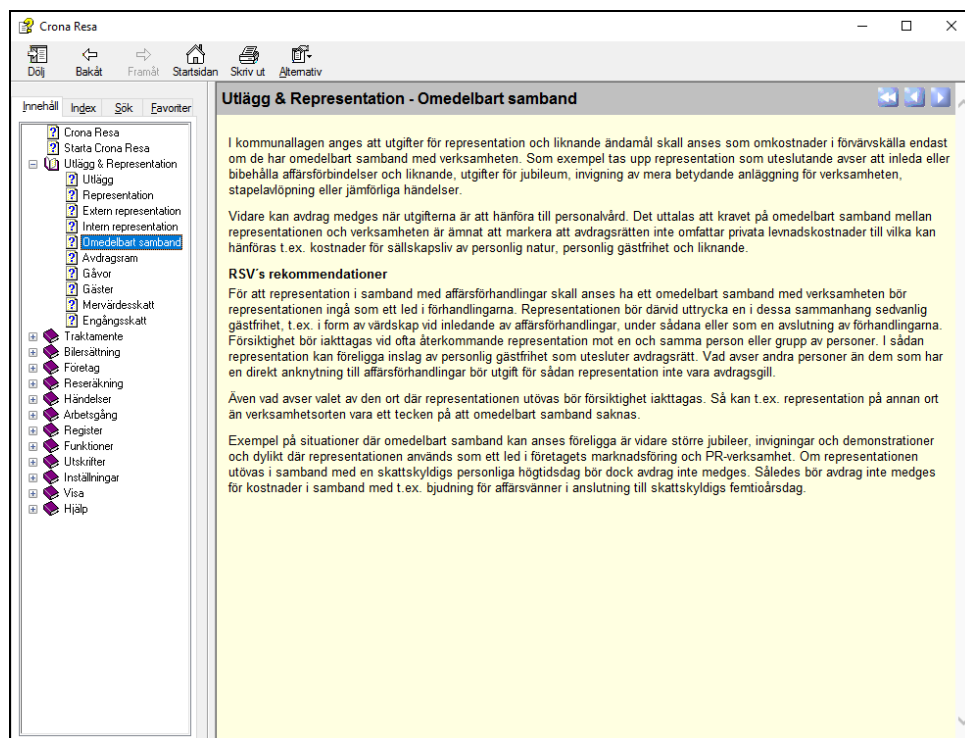 Crona Resa
Dölj Bakåt Framåt Startsidan Skriv ut Alternativ
Innehåll Index Sök Favoriter
Crona Resa
Starta Crona Resa
Utlägg & Representation
Utlägg
Representation
Extern representation
Intern representation
Omedelbart samband
Avdragsram
Gåvor
Gäster
Mervärdesskatt
Engångsskatt
Traktamente
Bilersättning
Företag
Reseräkning
Händelser
Arbetsgång
Register
Funktioner
Utskrifter
Inställningar
Visa
Hjälp
Utlägg & Representation - Omedelbart samband
I kommunallagen anges att utgifter för representation och liknande ändamål skall anses som omkostnader i förvärvskälla endast
om de har omedelbart samband med verksamheten. Som exempel tas upp representation som uteslutande avser att inleda eller
bibehålla affärsförbindelser och liknande, utgifter för jubileum, invigning av mera betydande anläggning för verksamheten,
stapelavlöpning eller jämförliga händelser.
Vidare kan avdrag medges när utgifterna är att hänföra till personalvård. Det uttalas att kravet på omedelbart samband mellan
representationen och verksamheten är ämnat att markera att avdragsrätten inte omfattar privata levnadskostnader till vilka kan
hänföras t.ex. kostnader för sällskapsliv av personlig natur, personlig gästfrihet och liknande.
RSV´s rekommendationer
För att representation i samband med affärsförhandlingar skall anses ha ett omedelbart samband med verksamheten bör
representationen ingå som ett led i förhandlingarna. Representationen bör därvid uttrycka en i dessa sammanhang sedvanlig
gästfrihet, t.ex. i form av värdskap vid inledande av affärsförhandlingar, under sådana eller som en avslutning av förhandlingarna.
Försiktighet bör iakttagas vid ofta återkommande representation mot en och samma person eller grupp av personer. I sådan
representation kan föreligga inslag av personlig gästfrihet som utesluter avdragsrätt. Vad avser andra personer än dem som har
en direkt anknytning till affärsförhandlingar bör utgift för sådan representation inte vara avdragsgill.
Även vad avser valet av den ort där representationen utövas bör försiktighet iakttagas. Så kan t.ex. representation på annan ort
än verksamhetsorten vara ett tecken på att omedelbart samband saknas.
Exempel på situationer där omedelbart samband kan anses föreligga är vidare större jubileer, invigningar och demonstrationer
och dylikt där representationen används som ett led i företagets marknadsföring och PR-verksamhet. Om representationen
utövas i samband med en skattskyldigs personliga högtidsdag bör dock avdrag inte medges. Således bör avdrag inte medges
för kostnader i samband med t.ex. bjudning för affärsvänner i anslutning till skattskyldigs femtioårsdag.